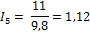 I₅ = 11/9,8 = 1,12